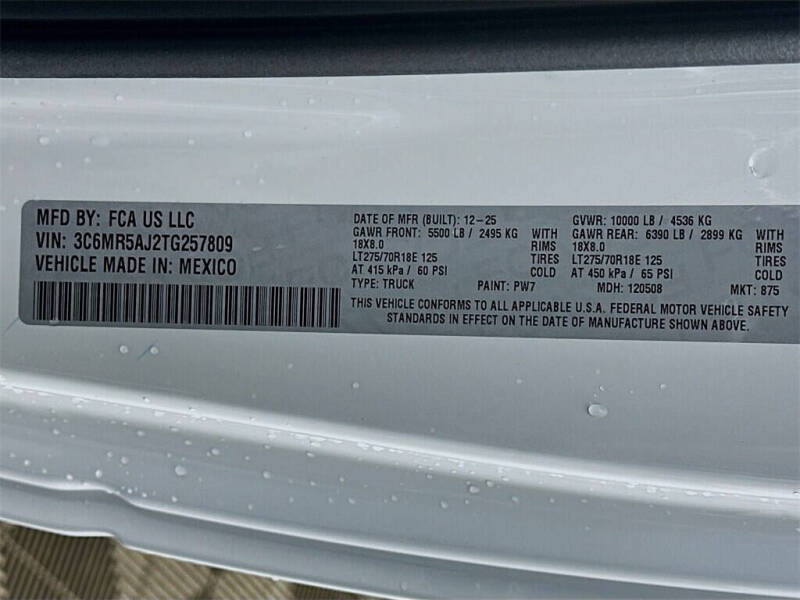 MFD BY: FCA US LLC
VIN: 3C6MR5AJ2TG257809
VEHICLE MADE IN: MEXICO
DATE OF MFR (BUILT): 12-25
GAWR FRONT: 5500 LB / 2495 KG WITH
18X8.0 RIMS
LT275/70R18E 125 TIRES
AT 415 kPa / 60 PSI COLD
TYPE: TRUCK PAINT: PW7
GVWR: 10000 LB / 4536 KG
GAWR REAR: 6390 LB / 2899 KG WITH
18X8.0 RIMS
LT275/70R18E 125 TIRES
AT 450 kPa / 65 PSI COLD
MDH: 120508 MKT: 875
THIS VEHICLE CONFORMS TO ALL APPLICABLE U.S.A. FEDERAL MOTOR VEHICLE SAFETY
STANDARDS IN EFFECT ON THE DATE OF MANUFACTURE SHOWN ABOVE.